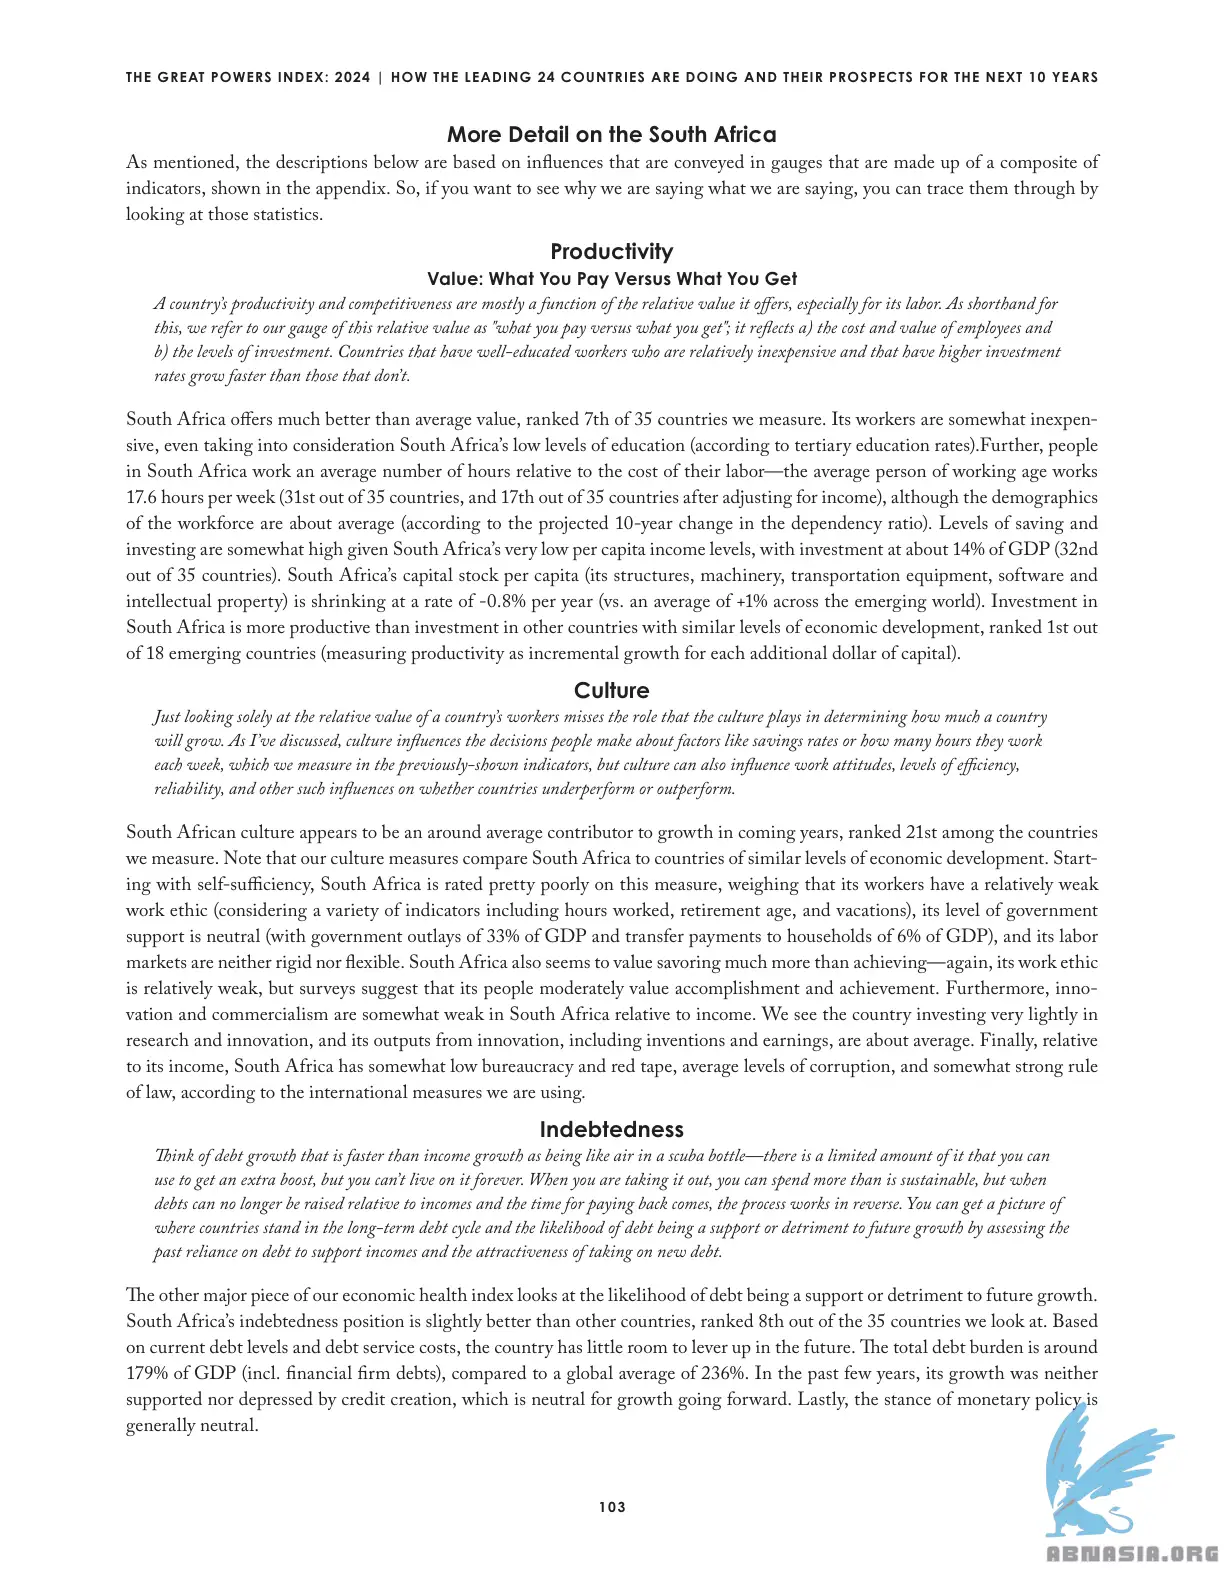 THE GREAT POWERS INDEX: 2024 | HOW THE LEADING 24 COUNTRIES ARE DOING AND THEIR PROSPECTS FOR THE NEXT 10 YEARS
More Detail on the South Africa
As mentioned, the descriptions below are based on influences that are conveyed in gauges that are made up of a composite of
indicators, shown in the appendix. So, if you want to see why we are saying what we are saying, you can trace them through by
looking at those statistics.
Productivity
Value: What You Pay Versus What You Get
A country's productivity and competitiveness are mostly a function of the relative value it offers, especially for its labor. As shorthand for
this, we refer to our gauge of this relative value as "what you pay versus what you get"; it reflects a) the cost and value of employees and
b) the levels of investment. Countries that have well-educated workers who are relatively inexpensive and that have higher investment
rates grow faster than those that don't.
South Africa offers much better than average value, ranked 7th of 35 countries we measure. Its workers are somewhat inexpen-
sive, even taking into consideration South Africa's low levels of education (according to tertiary education rates).Further, people
in South Africa work an average number of hours relative to the cost of their labor—the average person of working age works
17.6 hours per week (31st out of 35 countries, and 17th out of 35 countries after adjusting for income), although the demographics
of the workforce are about average (according to the projected 10-year change in the dependency ratio). Levels of saving and
investing are somewhat high given South Africa's very low per capita income levels, with investment at about 14% of GDP (32nd
out of 35 countries). South Africa's capital stock per capita (its structures, machinery, transportation equipment, software and
intellectual property) is shrinking at a rate of -0.8% per year (vs. an average of +1% across the emerging world). Investment in
South Africa is more productive than investment in other countries with similar levels of economic development, ranked 1st out
of 18 emerging countries (measuring productivity as incremental growth for each additional dollar of capital).
Culture
Just looking solely at the relative value of a country's workers misses the role that the culture plays in determining how much a country
will grow. As I've discussed, culture influences the decisions people make about factors like savings rates or how many hours they work
each week, which we measure in the previously-shown indicators, but culture can also influence work attitudes, levels of efficiency,
reliability, and other such influences on whether countries underperform or outperform.
South African culture appears to be an around average contributor to growth in coming years, ranked 21st among the countries
we measure. Note that our culture measures compare South Africa to countries of similar levels of economic development. Start-
ing with self-sufficiency, South Africa is rated pretty poorly on this measure, weighing that its workers have a relatively weak
work ethic (considering a variety of indicators including hours worked, retirement age, and vacations), its level of government
support is neutral (with government outlays of 33% of GDP and transfer payments to households of 6% of GDP), and its labor
markets are neither rigid nor flexible. South Africa also seems to value savoring much more than achieving—again, its work ethic
is relatively weak, but surveys suggest that its people moderately value accomplishment and achievement. Furthermore, inno-
vation and commercialism are somewhat weak in South Africa relative to income. We see the country investing very lightly in
research and innovation, and its outputs from innovation, including inventions and earnings, are about average. Finally, relative
to its income, South Africa has somewhat low bureaucracy and red tape, average levels of corruption, and somewhat strong rule
of law, according to the international measures we are using.
Indebtedness
Think of debt growth that is faster than income growth as being like air in a scuba bottle—there is a limited amount of it that you can
use to get an extra boost, but you can't live on it forever. When you are taking it out, you can spend more than is sustainable, but when
debts can no longer be raised relative to incomes and the time for paying back comes, the process works in reverse. You can get a picture of
where countries stand in the long-term debt cycle and the likelihood of debt being a support or detriment to future growth by assessing the
past reliance on debt to support incomes and the attractiveness of taking on new debt.
The other major piece of our economic health index looks at the likelihood of debt being a support or detriment to future growth.
South Africa's indebtedness position is slightly better than other countries, ranked 8th out of the 35 countries we look at. Based
on current debt levels and debt service costs, the country has little room to lever up in the future. The total debt burden is around
179% of GDP (incl. financial firm debts), compared to a global average of 236%. In the past few years, its growth was neither
supported nor depressed by credit creation, which is neutral for growth going forward. Lastly, the stance of monetary policy is
generally neutral.
103
ABNASIA.ORG